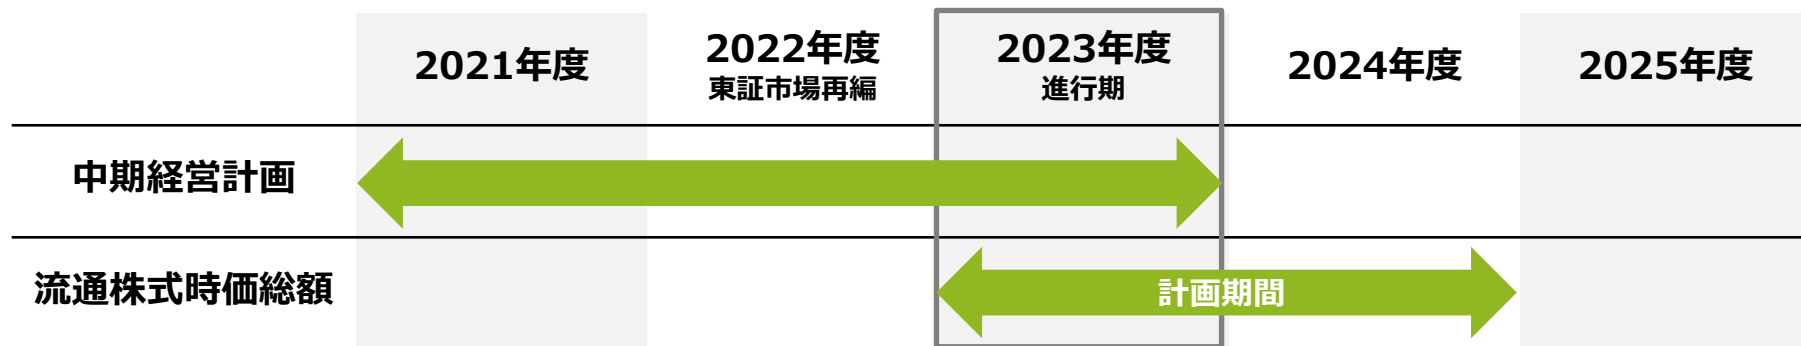 2021年度
2022年度
東証市場再編
2023年度
進行期
2024年度
2025年度
中期経営計画
流通株式時価総額
計画期間